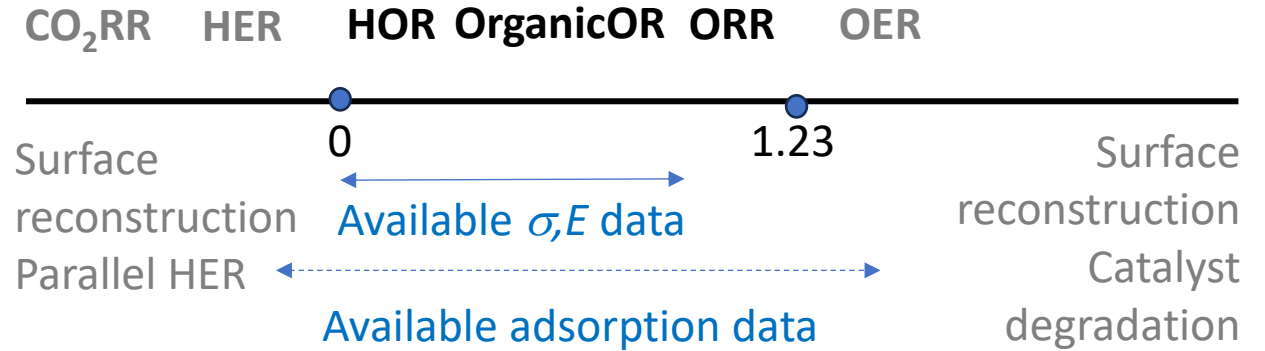 CO₂RR HER HOR OrganicOR ORR OER
0 1.23
Surface
reconstruction
Parallel HER
Available σ,E data
Available adsorption data
Surface
reconstruction
Catalyst
degradation